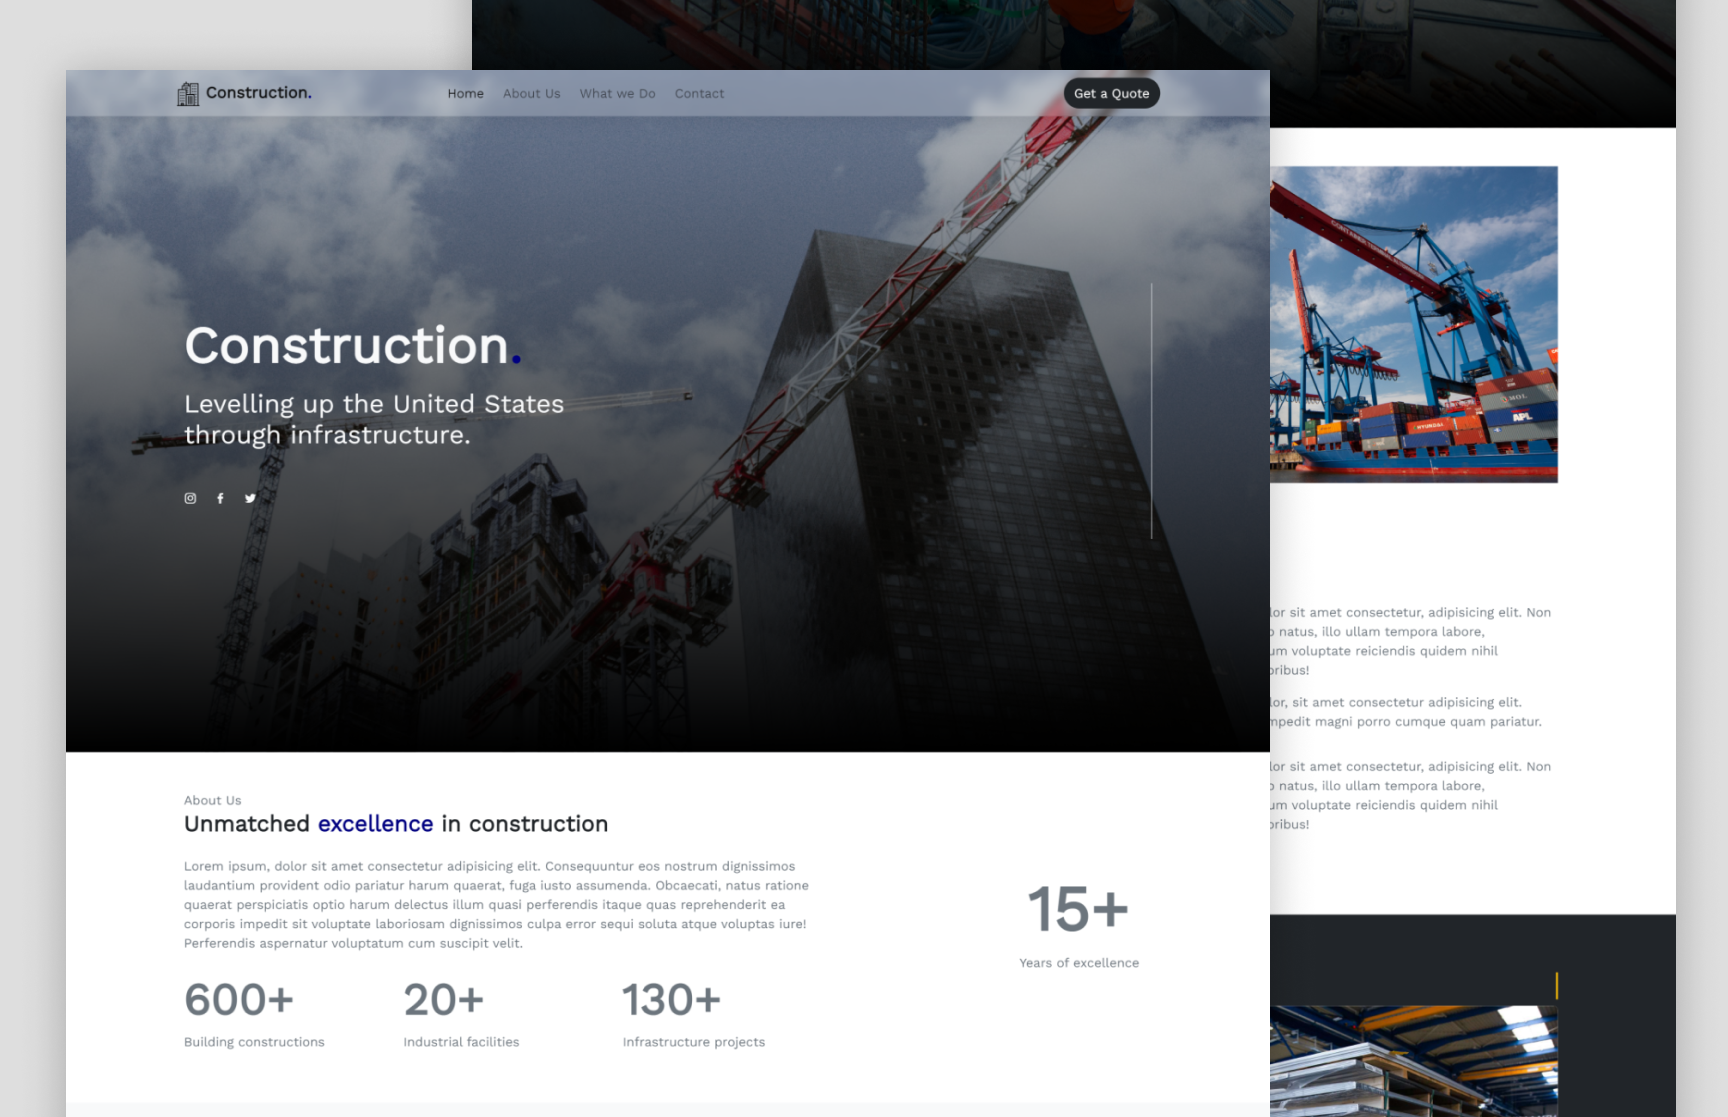 Construction.
Home About Us What we Do Contact
Get a Quote
Construction.
Levelling up the United States
through infrastructure.
About Us
Unmatched excellence in construction
Lorem ipsum, dolor sit amet consectetur adipisicing elit. Consequuntur eos nostrum dignissimos
laudantium provident odio pariatur harum quaerat, fuga iusto assumenda. Obcaecati, natus ratione
quaerat perspiciatis optio harum delectus illum quasi perferendis itaque quas reprehenderit ea
corporis impedit sit voluptate laboriosam dignissimos culpa error sequi soluta atque voluptas iure!
Perferendis aspernatur voluptatum cum suscipit velit.
600+
Building constructions
20+
Industrial facilities
130+
Infrastructure projects
15+
Years of excellence
MOL
APL
HYUNDAI
lor sit amet consectetur, adipisicing elit. Non
o natus, illo ullam tempora labore,
um voluptate reiciendis quidem nihil
oribus!
lor, sit amet consectetur adipisicing elit.
mpedit magni porro cumque quam pariatur.
lor sit amet consectetur, adipisicing elit. Non
o natus, illo ullam tempora labore,
um voluptate reiciendis quidem nihil
oribus!